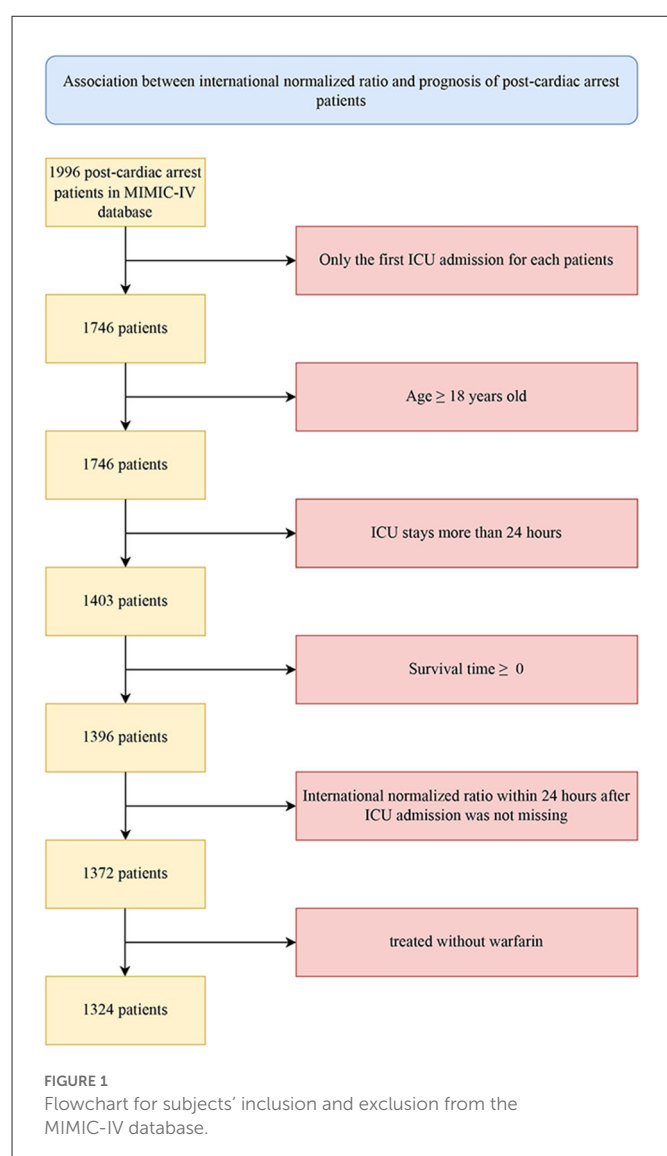 Association between international normalized ratio and prognosis of post-cardiac arrest
patients
1996 post-cardiac arrest
patients in MIMIC-IV
database
Only the first ICU admission for each patients
1746 patients
Age ≥ 18 years old
1746 patients
ICU stays more than 24 hours
1403 patients
Survival time ≥ 0
1396 patients
International normalized ratio within 24 hours after
ICU admission was not missing
1372 patients
treated without warfarin
1324 patients
FIGURE 1
Flowchart for subjects' inclusion and exclusion from the
MIMIC-IV database.